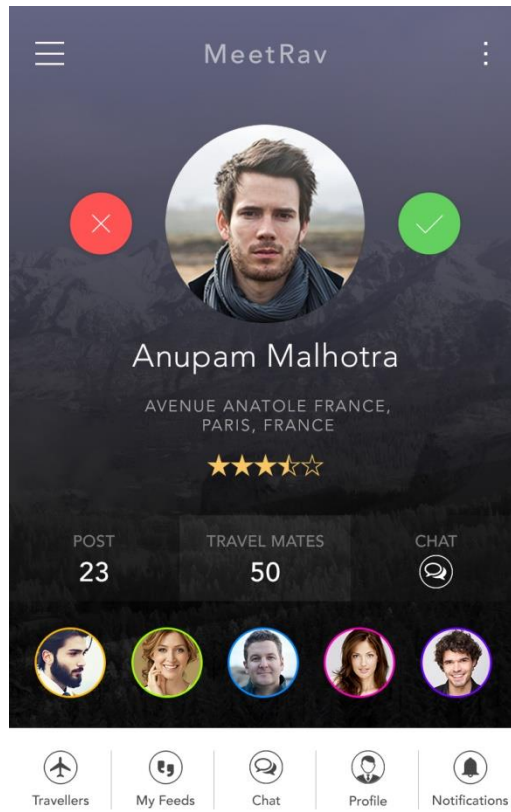 MeetRav
Anupam Malhotra
AVENUE ANATOLE FRANCE,
PARIS, FRANCE
POST
23
TRAVEL MATES
50
CHAT
Travellers
My Feeds
Chat
Profile
Notifications